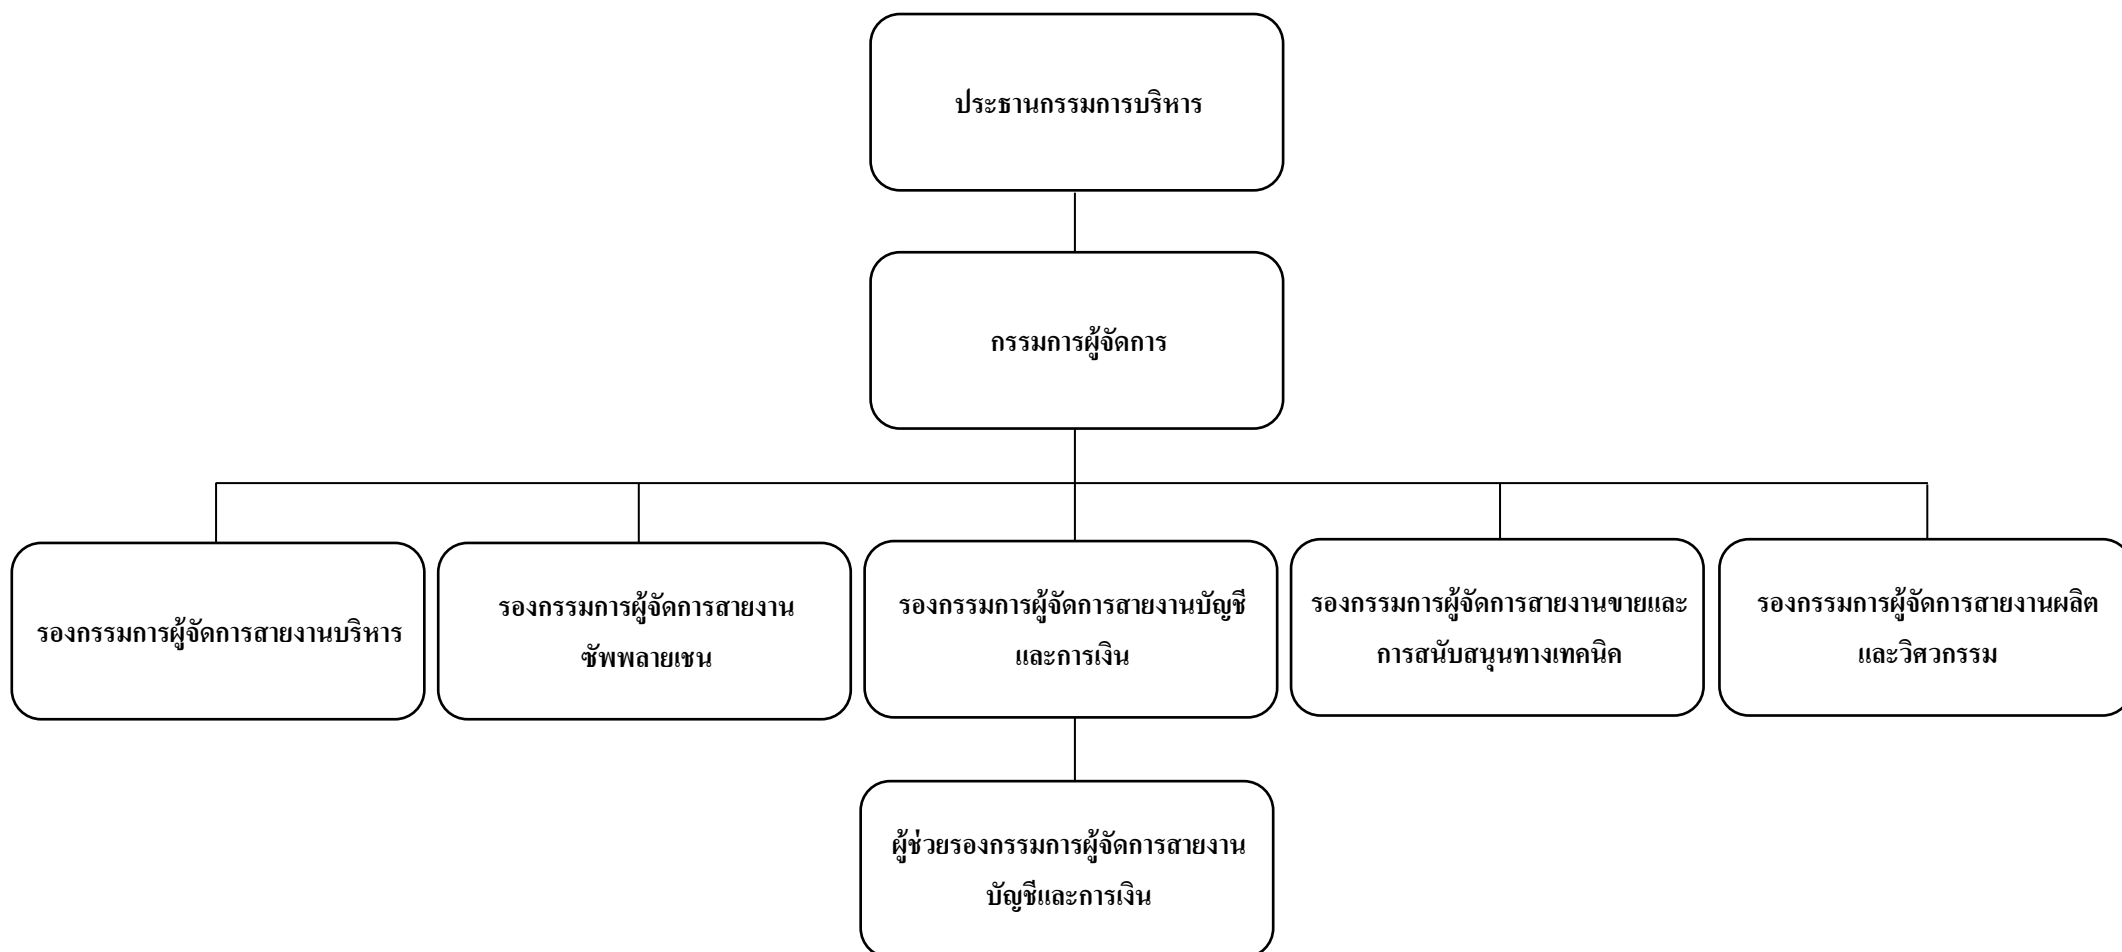 ประธานกรรมการบริหาร
กรรมการผู้จัดการ
รองกรรมการผู้จัดการสายงานบริหาร
รองกรรมการผู้จัดการสายงาน
ซัพพลายเชน
รองกรรมการผู้จัดการสายงานบัญชี
และการเงิน
รองกรรมการผู้จัดการสายงานขายและ
การสนับสนุนทางเทคนิค
รองกรรมการผู้จัดการสายงานผลิต
และวิศวกรรม
ผู้ช่วยรองกรรมการผู้จัดการสายงาน
บัญชีและการเงิน